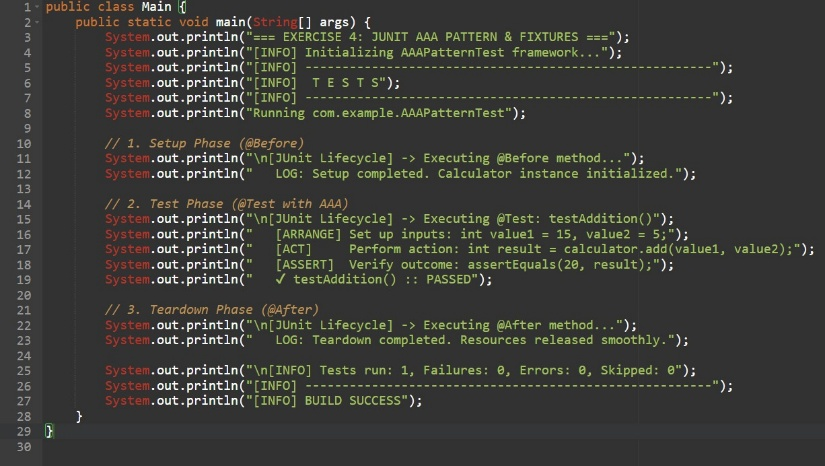 1 public class Main {
2     public static void main(String[] args) {
3         System.out.println("=== EXERCISE 4: JUNIT AAA PATTERN & FIXTURES ===");
4         System.out.println("[INFO] Initializing AAAPatternTest framework...");
5         System.out.println("[INFO] ------------------------------------------------------");
6         System.out.println("[INFO]  T E S T S");
7         System.out.println("[INFO] ------------------------------------------------------");
8         System.out.println("Running com.example.AAAPatternTest");
9
10         // 1. Setup Phase (@Before)
11         System.out.println("\n[JUnit Lifecycle] -> Executing @Before method...");
12         System.out.println("   LOG: Setup completed. Calculator instance initialized.");
13
14         // 2. Test Phase (@Test with AAA)
15         System.out.println("\n[JUnit Lifecycle] -> Executing @Test: testAddition()");
16         System.out.println("   [ARRANGE] Set up inputs: int value1 = 15, value2 = 5;");
17         System.out.println("   [ACT]     Perform action: int result = calculator.add(value1, value2);");
18         System.out.println("   [ASSERT]  Verify outcome: assertEquals(20, result);");
19         System.out.println("   ✓ testAddition() :: PASSED");
20
21         // 3. Teardown Phase (@After)
22         System.out.println("\n[JUnit Lifecycle] -> Executing @After method...");
23         System.out.println("   LOG: Teardown completed. Resources released smoothly.");
24
25         System.out.println("\n[INFO] Tests run: 1, Failures: 0, Errors: 0, Skipped: 0");
26         System.out.println("[INFO] ------------------------------------------------------");
27         System.out.println("[INFO] BUILD SUCCESS");
28     }
29 }
30